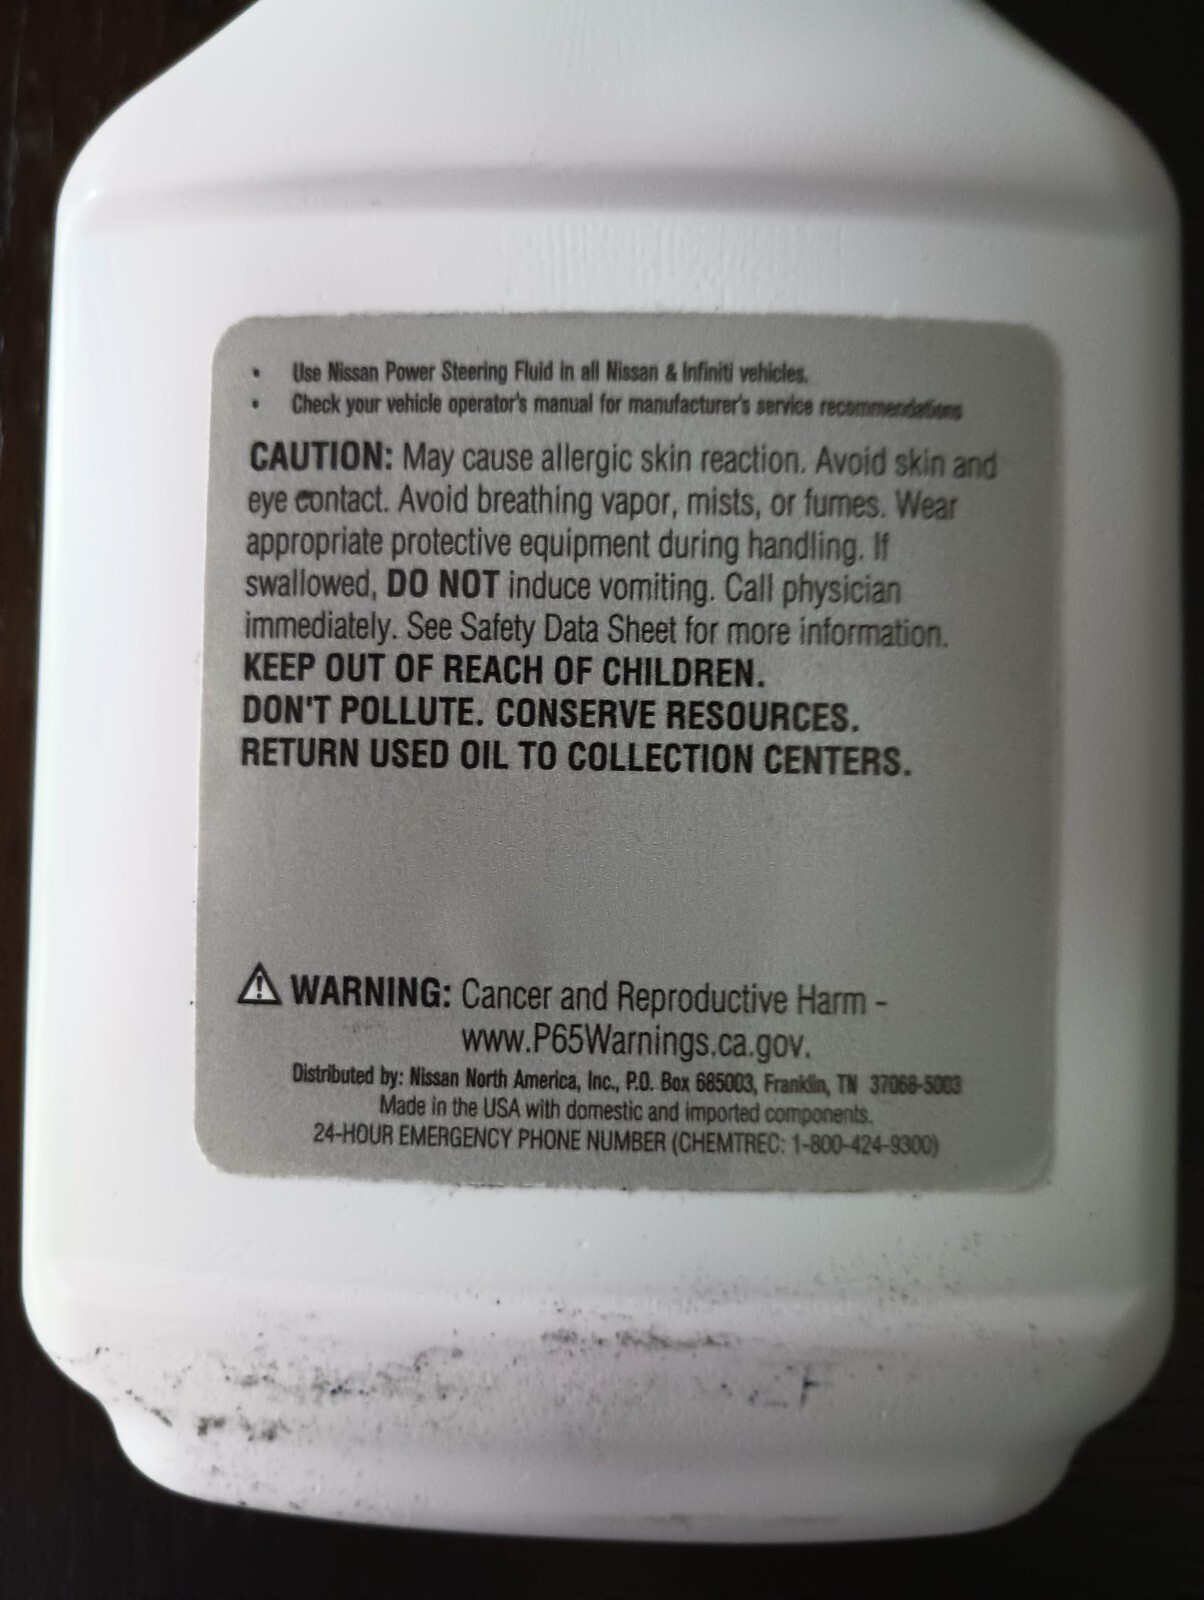 • Use Nissan Power Steering Fluid in all Nissan & Infiniti vehicles.
• Check your vehicle operator's manual for manufacturer's service recommendations
CAUTION: May cause allergic skin reaction. Avoid skin and
eye contact. Avoid breathing vapor, mists, or fumes. Wear
appropriate protective equipment during handling. If
swallowed, DO NOT induce vomiting. Call physician
immediately. See Safety Data Sheet for more information.
KEEP OUT OF REACH OF CHILDREN.
DON'T POLLUTE. CONSERVE RESOURCES.
RETURN USED OIL TO COLLECTION CENTERS.
WARNING: Cancer and Reproductive Harm -
www.P65Warnings.ca.gov.
Distributed by: Nissan North America, Inc., P.O. Box 685003, Franklin, TN 37068-5003
Made in the USA with domestic and imported components.
24-HOUR EMERGENCY PHONE NUMBER (CHEMTREC: 1-800-424-9300)